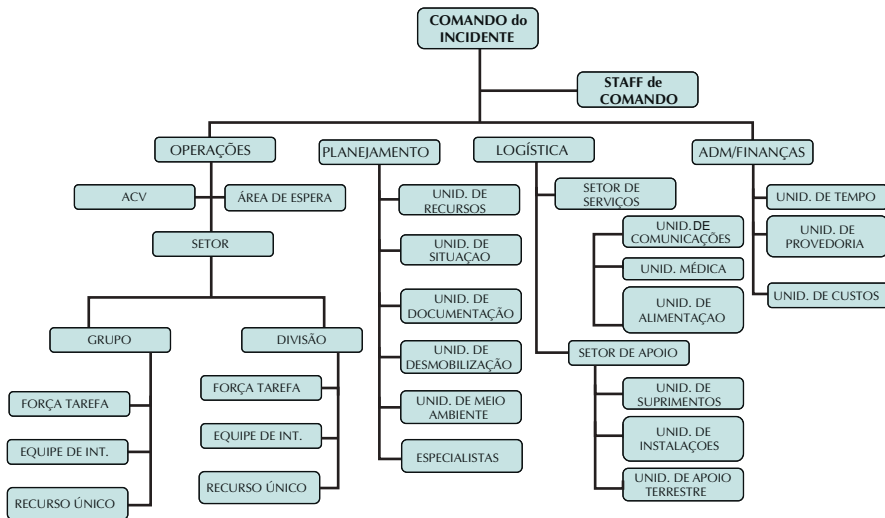 COMANDO do
INCIDENTE
STAFF de
COMANDO
OPERAÇÕES
PLANEJAMENTO
LOGÍSTICA
ADM/FINANÇAS
ACV
ÁREA DE ESPERA
SETOR
GRUPO
FORÇA TAREFA
EQUIPE DE INT.
RECURSO ÚNICO
DIVISÃO
FORÇA TAREFA
EQUIPE DE INT.
RECURSO ÚNICO
UNID. DE
RECURSOS
UNID. DE
SITUAÇAO
UNID. DE
DOCUMENTAÇÃO
UNID. DE
DESMOBILIZAÇÃO
UNID. DE MEIO
AMBIENTE
ESPECIALISTAS
SETOR DE
SERVIÇOS
UNID.DE
COMUNICAÇÕES
UNID. MÉDICA
UNID. DE
ALIMENTAÇAO
SETOR DE APOIO
UNID. DE
SUPRIMENTOS
UNID. DE
INSTALAÇOES
UNID. DE APOIO
TERRESTRE
UNID. DE TEMPO
UNID. DE
PROVEDORIA
UNID. DE CUSTOS